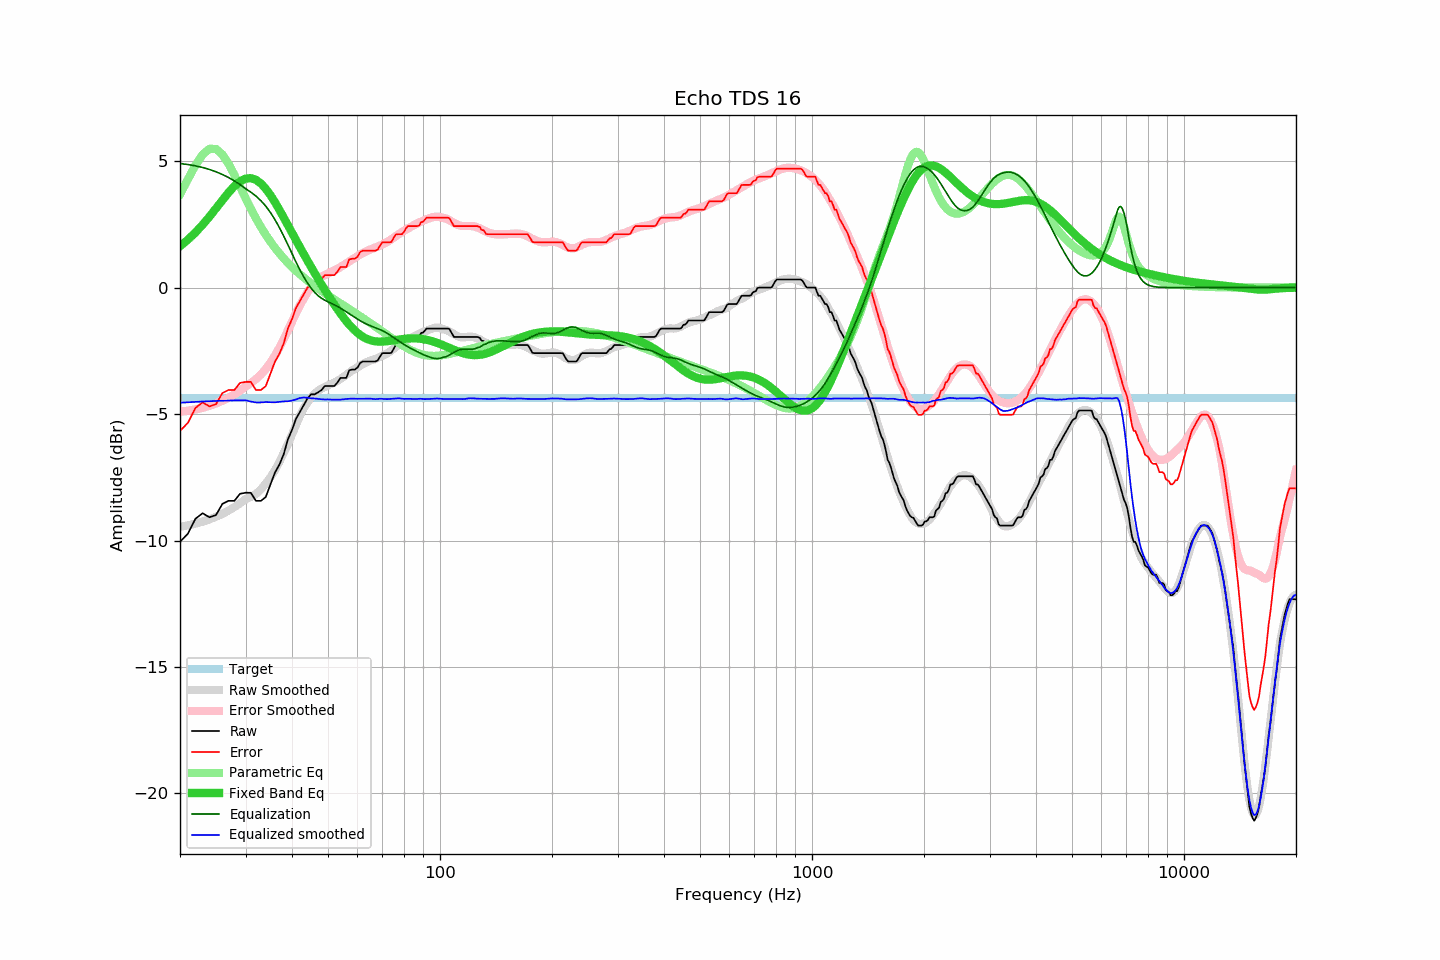 Echo TDS 16
5
0
−5
−10
−15
−20
Amplitude (dBr)
Target
Raw Smoothed
Error Smoothed
Raw
Error
Parametric Eq
Fixed Band Eq
Equalization
Equalized smoothed
100
1000
10000
Frequency (Hz)